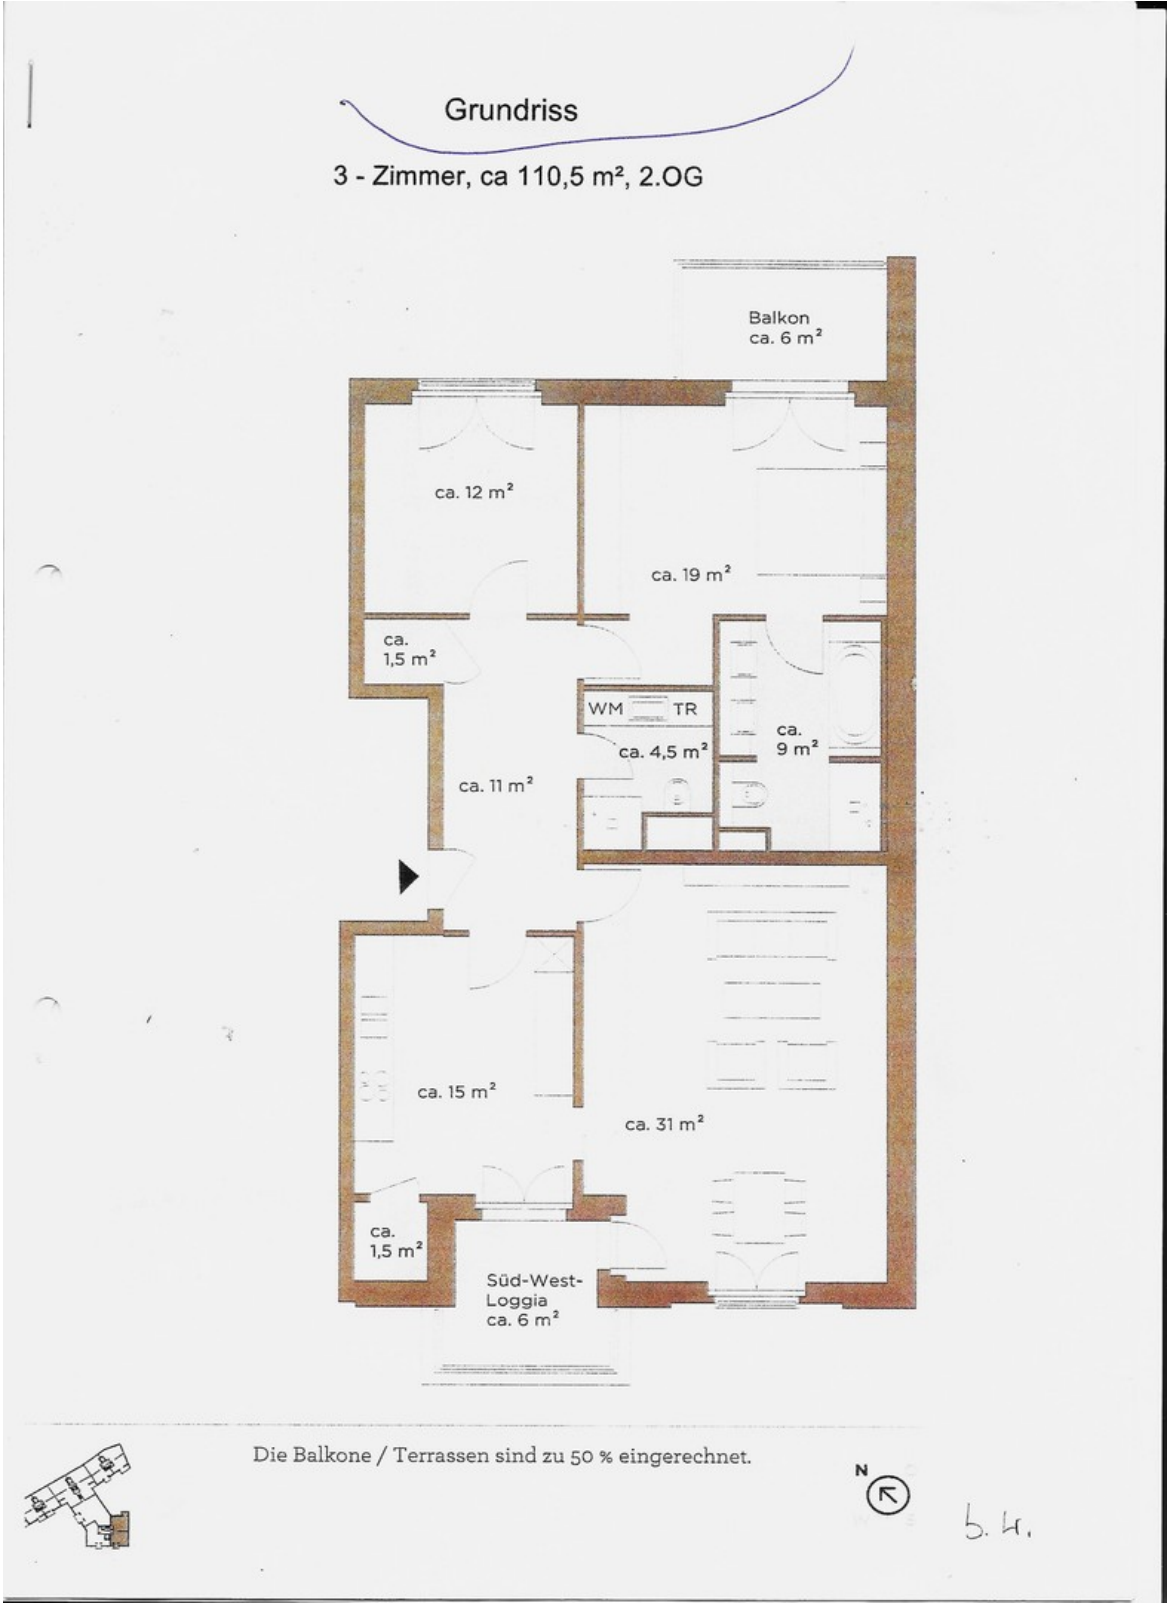 Grundriss
3 - Zimmer, ca 110,5 m², 2.OG
Balkon
ca. 6 m²
ca. 12 m²
ca. 19 m²
ca.
1,5 m²
WM TR
ca. 4,5 m²
ca.
9 m²
ca. 11 m²
ca. 15 m²
ca. 31 m²
ca.
1,5 m²
Süd-West-
Loggia
ca. 6 m²
Die Balkone / Terrassen sind zu 50 % eingerechnet.
N